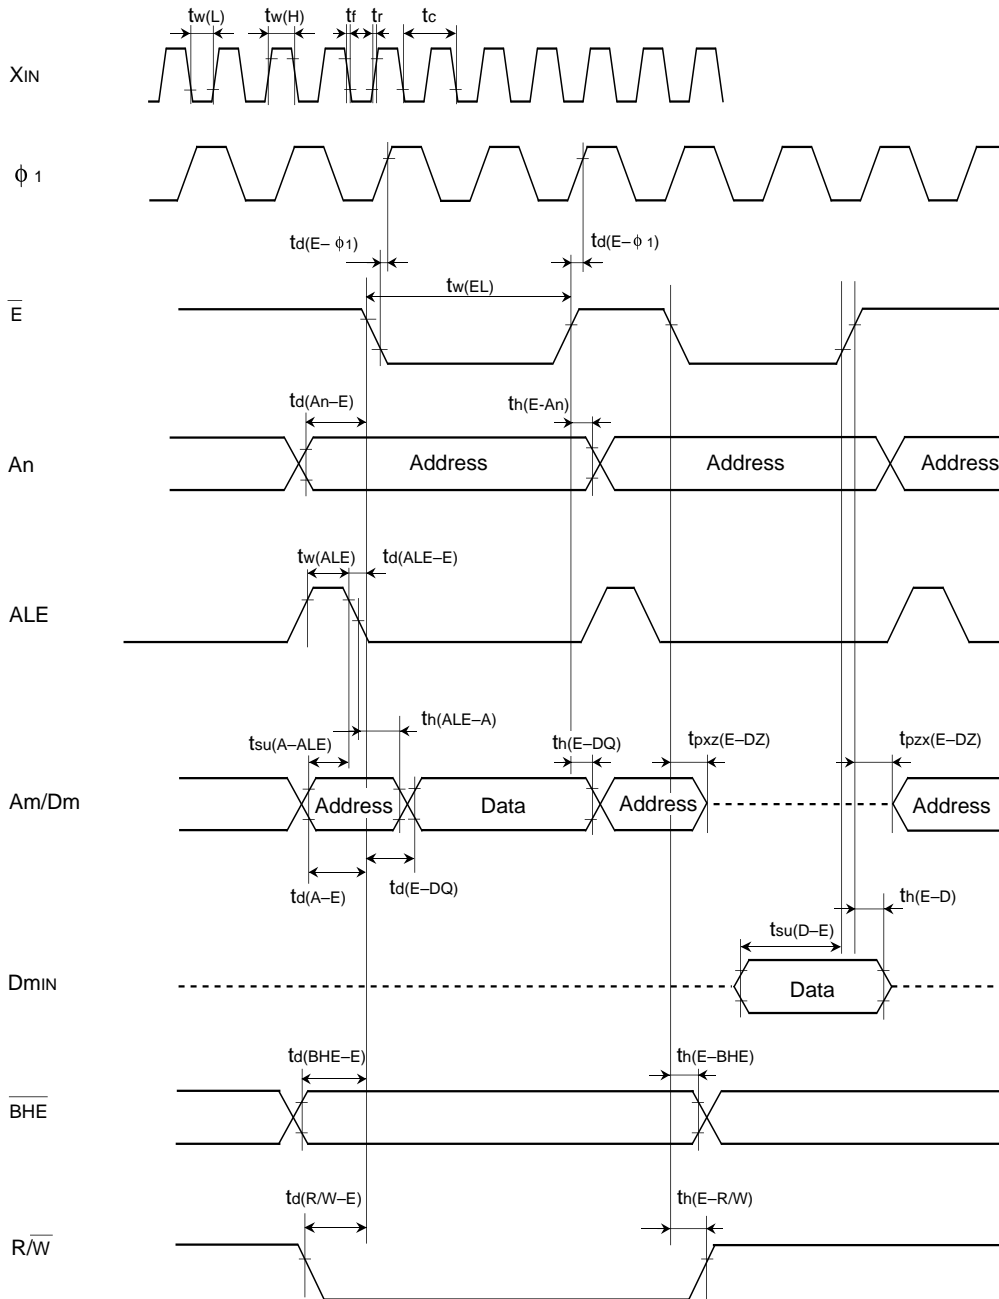 tw(L) tw(H) tf tr tc
XIN
ϕ 1
td(E–ϕ1) td(E–ϕ1)
tw(EL)
E
td(An–E) th(E-An)
An Address Address Address
tw(ALE) td(ALE–E)
ALE
th(ALE–A)
tsu(A–ALE) th(E–DQ) tpxz(E–DZ) tpzx(E–DZ)
Am/Dm Address Data Address Address
td(A–E) td(E–DQ)
th(E–D)
tsu(D–E)
DmIN Data
td(BHE–E) th(E–BHE)
BHE
td(R/W–E) th(E–R/W)
R/W